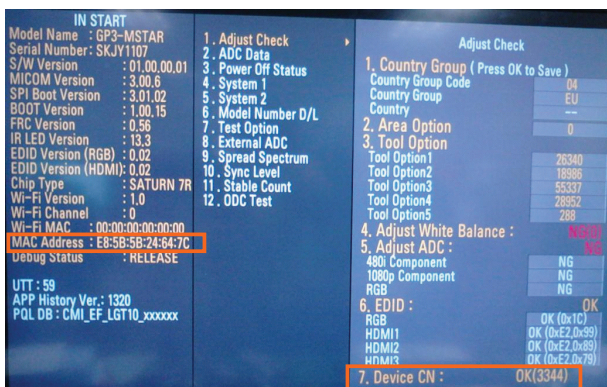 IN START
Model Name : GP3-MSTAR
Serial Number : SKJY1107
S/W Version : 01.00.00.01
MICOM Version : 3.00.6
SPI Boot Version : 3.01.02
BOOT Version : 1.00.15
FRC Version : 0.56
IR LED Version : 13.3
EDID Version (RGB) : 0.02
EDID Version (HDMI): 0.02
Chip Type : SATURN 7R
Wi-Fi Version : 1.0
Wi-Fi Channel : 0
Wi-Fi MAC : 00:00:00:00:00:00
MAC Address : E8:5B:5B:24:64:7C
Debug Status : RELEASE
UTT : 59
APP History Ver.: 1320
PQL DB : CMI_EF_LGT10_xxxxxx
1 . Adjust Check
2 . ADC Data
3 . Power Off Status
4 . System 1
5 . System 2
6 . Model Number D/L
7 . Test Option
8 . External ADC
9 . Spread Spectrum
10 . Sync Level
11 . Stable Count
12 . ODC Test
Adjust Check
1. Country Group ( Press OK to Save )
Country Group Code 04
Country Group EU
Country --
2. Area Option 0
3. Tool Option
Tool Option1 26340
Tool Option2 18986
Tool Option3 55337
Tool Option4 28952
Tool Option5 288
4. Adjust White Balance : NG(0)
5. Adjust ADC : NG
480i Component NG
1080p Component NG
RGB NG
6. EDID : OK
RGB OK (0x1C)
HDMI1 OK (0xE2,0x99)
HDMI2 OK (0xE2,0x89)
HDMI3 OK (0xE2,0x79)
7. Device CN : OK(3344)